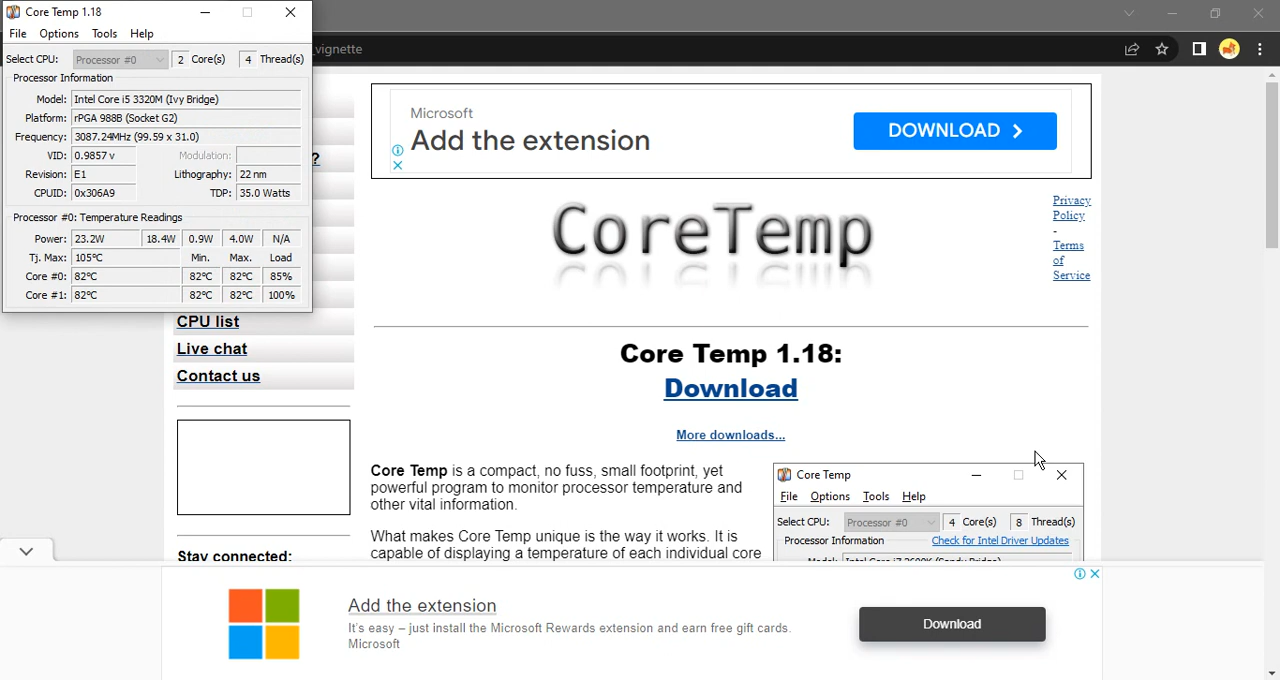 Core Temp 1.18
File Options Tools Help
Select CPU: Processor #0 2 Core(s) 4 Thread(s)
Processor Information
Model: Intel Core i5 3320M (Ivy Bridge)
Platform: rPGA 988B (Socket G2)
Frequency: 3087.24MHz (99.59 x 31.0)
VID: 0.9857 v Modulation:
Revision: E1 Lithography: 22 nm
CPUID: 0x306A9 TDP: 35.0 Watts
Processor #0: Temperature Readings
Power: 23.2W 18.4W 0.9W 4.0W N/A
Tj. Max: 105°C Min. Max. Load
Core #0: 82°C 82°C 82°C 85%
Core #1: 82°C 82°C 82°C 100%
_vignette
?
CPU list
Live chat
Contact us
Stay connected:
Microsoft
Add the extension
DOWNLOAD
CoreTemp
Privacy
Policy
-
Terms
of
Service
Core Temp 1.18:
Download
More downloads...
Core Temp is a compact, no fuss, small footprint, yet
powerful program to monitor processor temperature and
other vital information.
What makes Core Temp unique is the way it works. It is
capable of displaying a temperature of each individual core
Core Temp
File Options Tools Help
Select CPU: Processor #0 4 Core(s) 8 Thread(s)
Processor Information Check for Intel Driver Updates
Add the extension
It's easy – just install the Microsoft Rewards extension and earn free gift cards.
Microsoft
Download